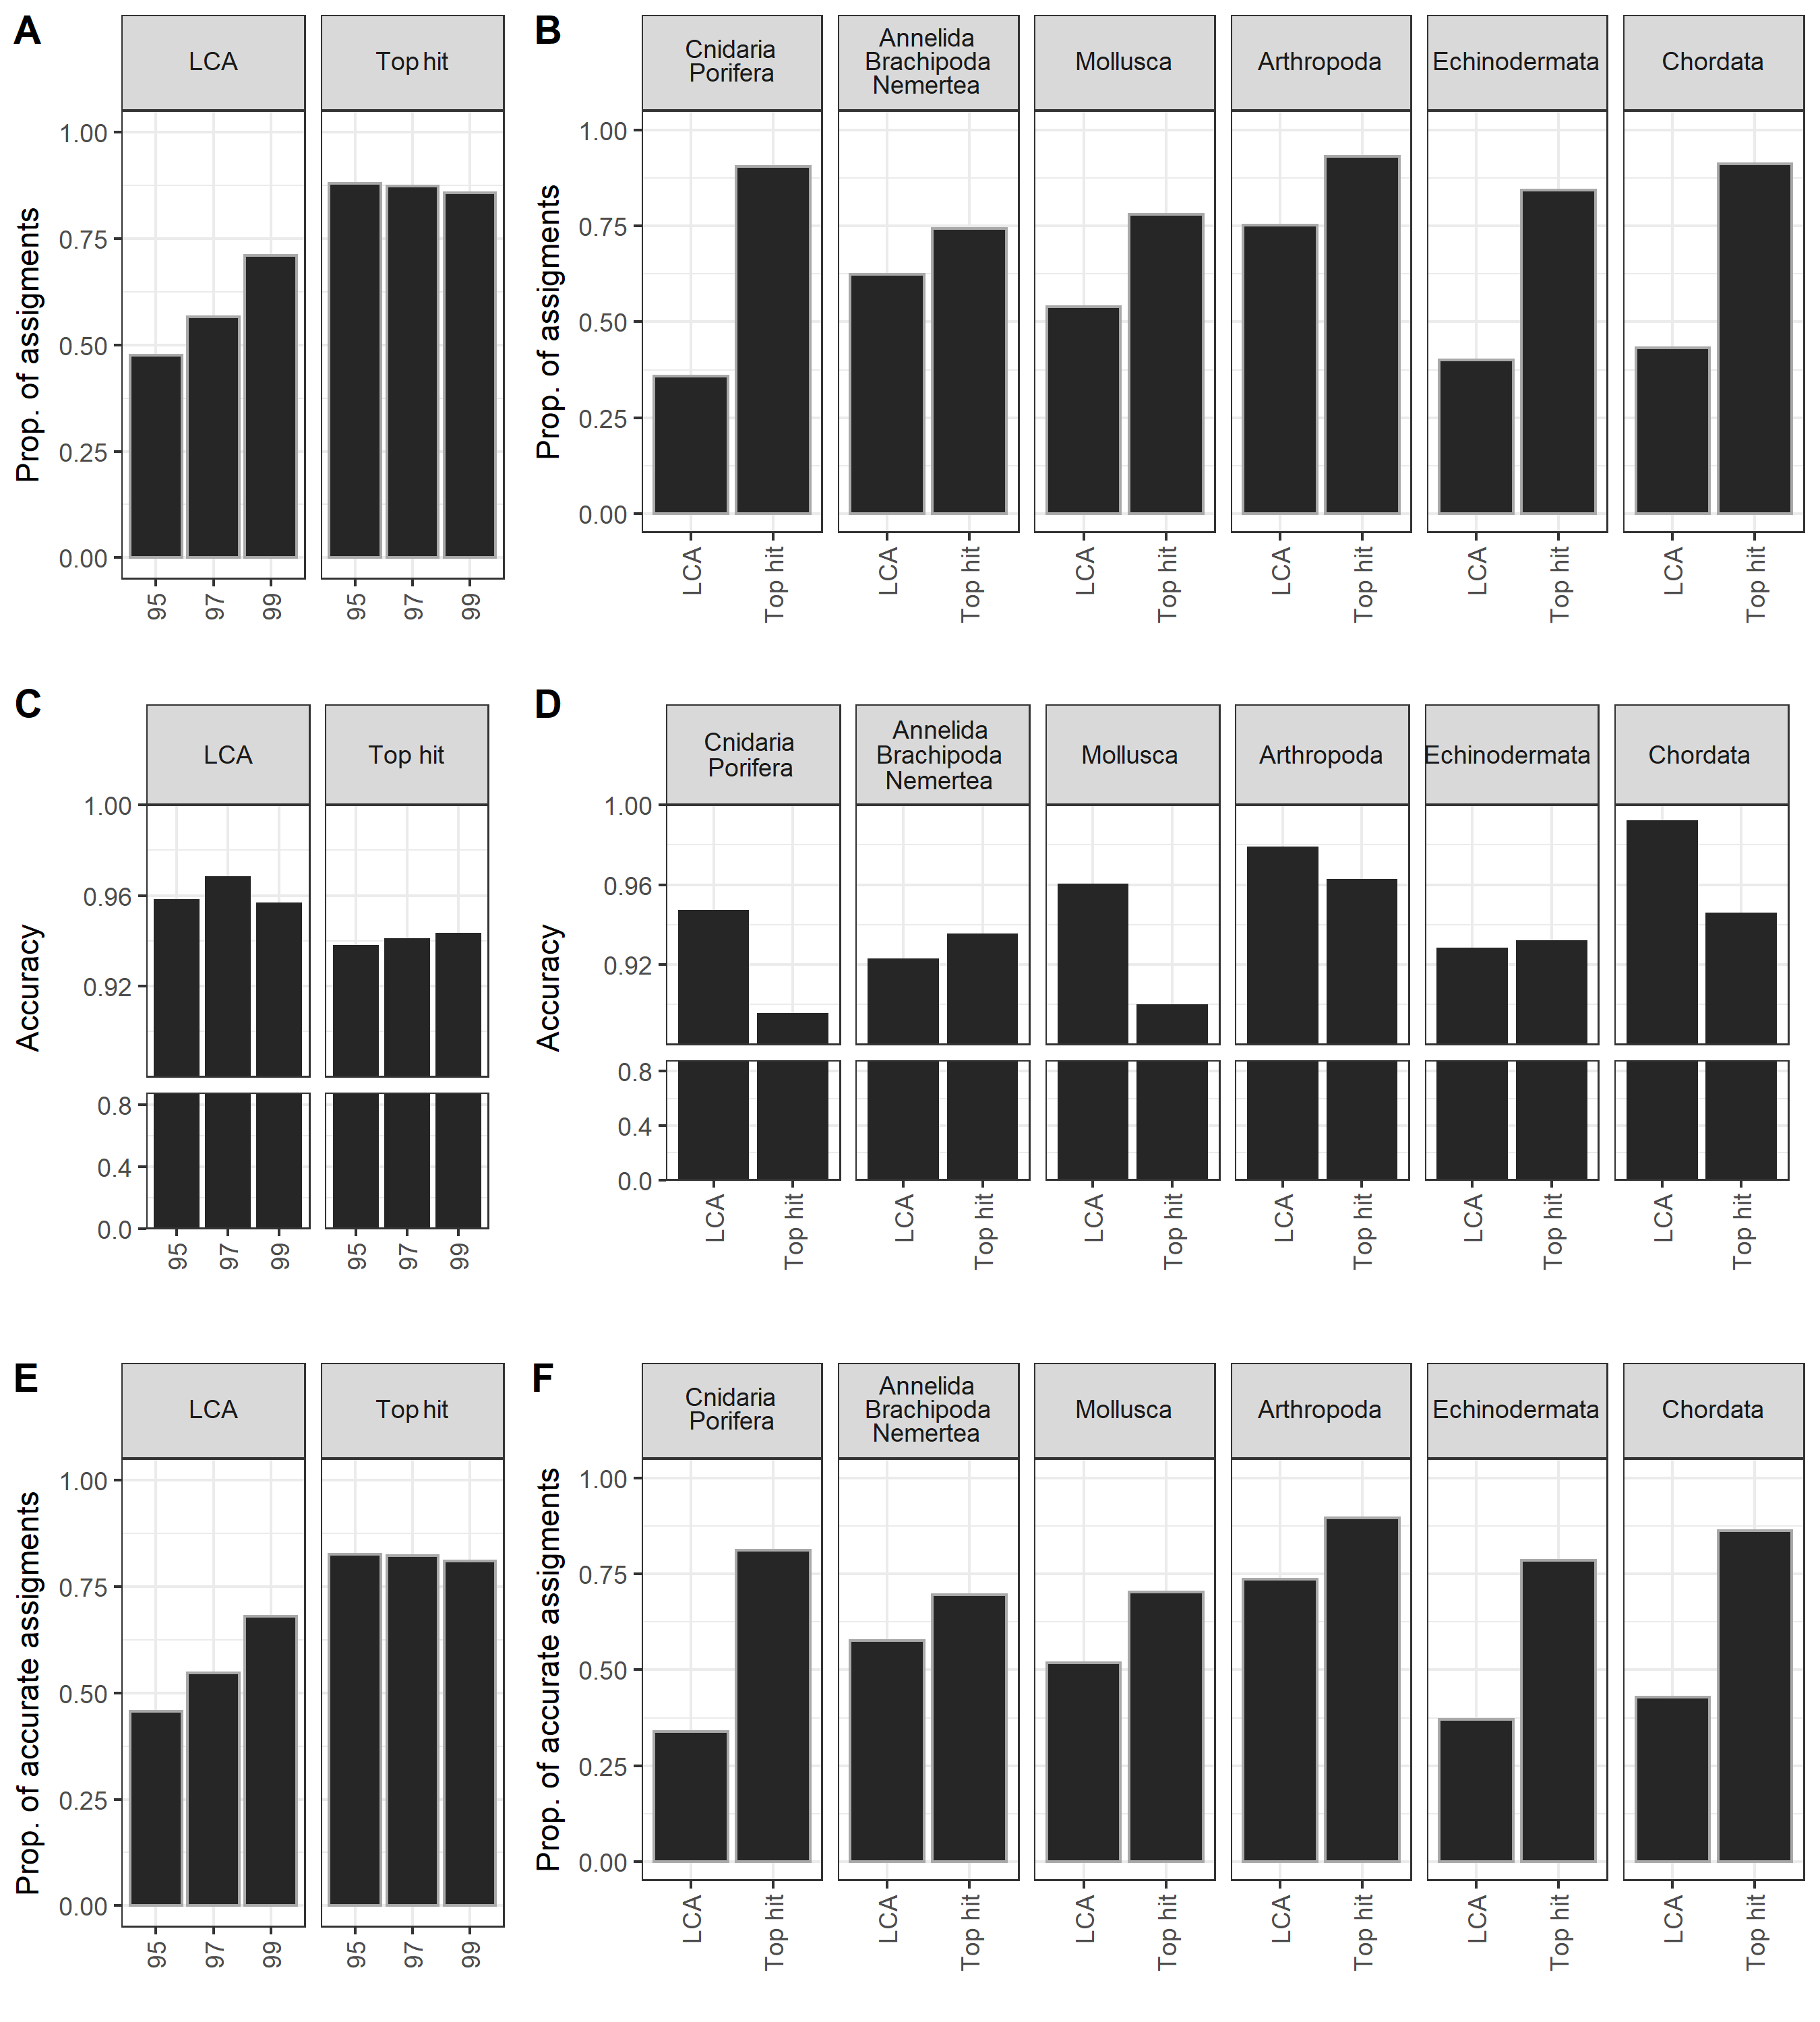 A
LCA
Top hit
Prop. of assigments
1.00
0.75
0.50
0.25
0.00
95
97
99
95
97
99
B
Cnidaria
Porifera
Annelida
Brachipoda
Nemertea
Mollusca
Arthropoda
Echinodermata
Chordata
Prop. of assigments
1.00
0.75
0.50
0.25
0.00
LCA
Top hit
LCA
Top hit
LCA
Top hit
LCA
Top hit
LCA
Top hit
LCA
Top hit
C
LCA
Top hit
Accuracy
1.00
0.96
0.92
0.8
0.4
0.0
95
97
99
95
97
99
D
Cnidaria
Porifera
Annelida
Brachipoda
Nemertea
Mollusca
Arthropoda
Echinodermata
Chordata
Accuracy
1.00
0.96
0.92
0.8
0.4
0.0
LCA
Top hit
LCA
Top hit
LCA
Top hit
LCA
Top hit
LCA
Top hit
LCA
Top hit
E
LCA
Top hit
Prop. of accurate assigments
1.00
0.75
0.50
0.25
0.00
95
97
99
95
97
99
F
Cnidaria
Porifera
Annelida
Brachipoda
Nemertea
Mollusca
Arthropoda
Echinodermata
Chordata
Prop. of accurate assigments
1.00
0.75
0.50
0.25
0.00
LCA
Top hit
LCA
Top hit
LCA
Top hit
LCA
Top hit
LCA
Top hit
LCA
Top hit